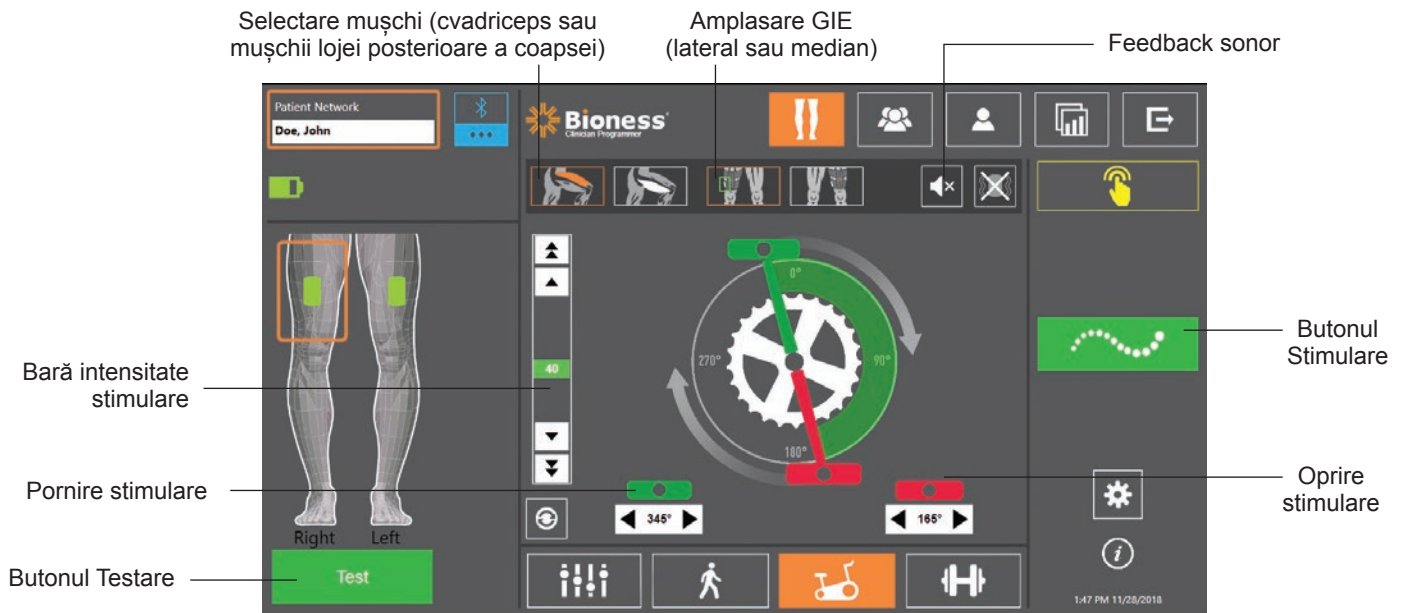 Selectare mușchi (cvadriceps sau
mușchii lojei posterioare a coapsei)
Amplasare GIE
(lateral sau median)
Feedback sonor
Patient Network
Doe, John
Bioness
Clinician Programmer
0°
90°
180°
270°
40
345°
165°
Right
Left
Test
1:47 PM 11/28/2018
Bară intensitate
stimulare
Pornire stimulare
Butonul Testare
Butonul
Stimulare
Oprire
stimulare